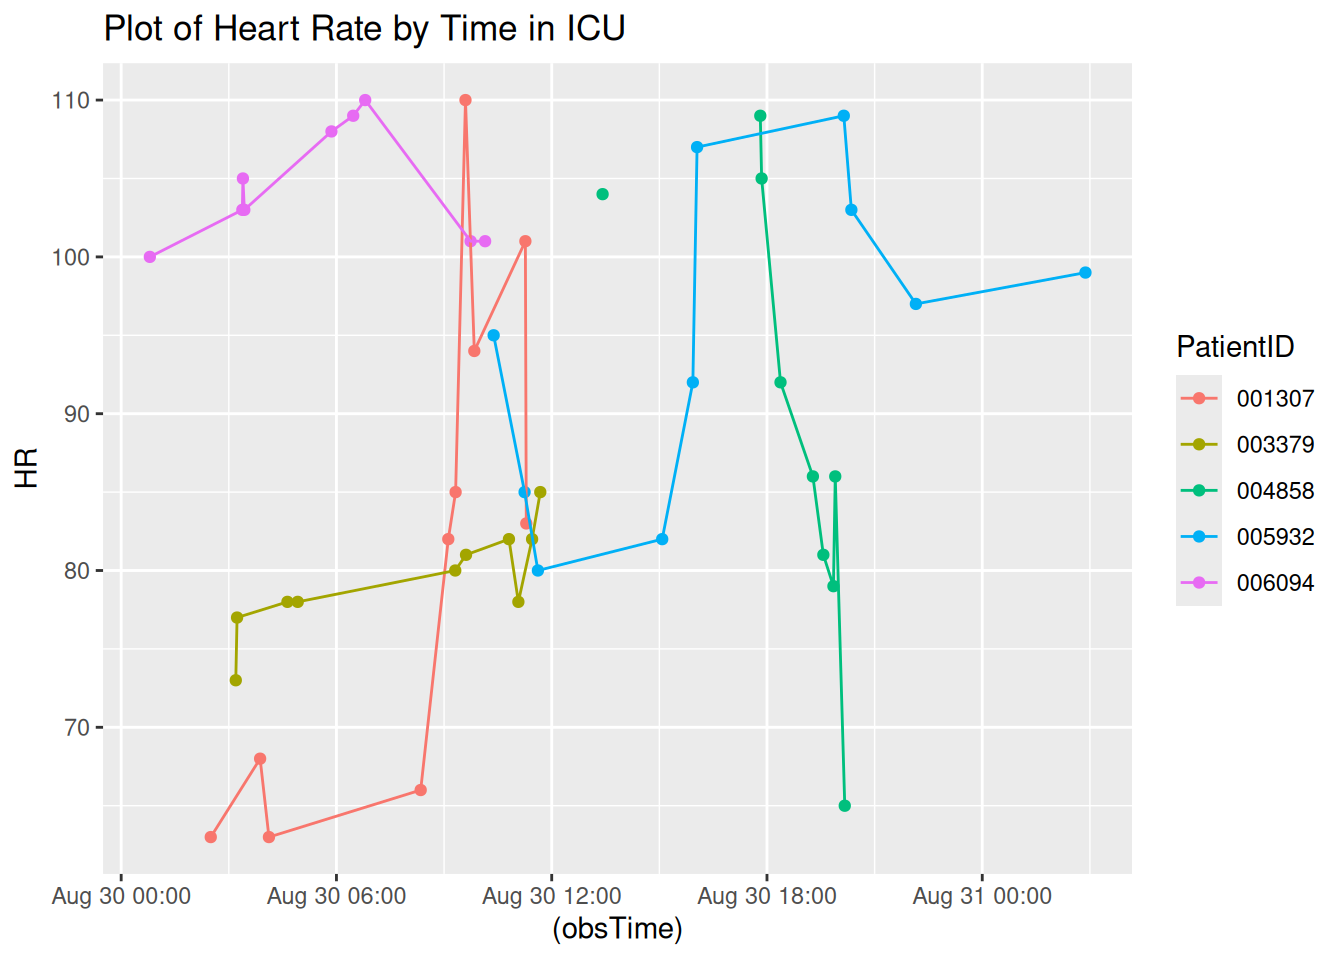 Plot of Heart Rate by Time in ICU
110
100
90
80
70
HR
Aug 30 00:00 Aug 30 06:00 Aug 30 12:00 Aug 30 18:00 Aug 31 00:00
(obsTime)
PatientID
001307
003379
004858
005932
006094